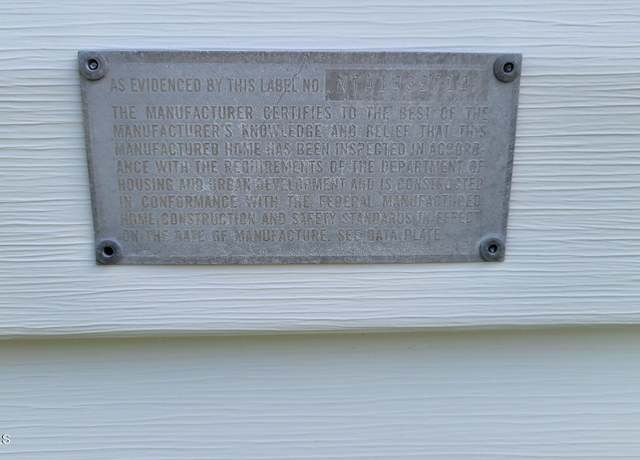 AS EVIDENCED BY THIS LABEL NO.
THE MANUFACTURER CERTIFIES TO THE BEST OF THE
MANUFACTURER'S KNOWLEDGE AND BELIEF THAT THIS
MANUFACTURED HOME HAS BEEN INSPECTED IN ACCORD-
ANCE WITH THE REQUIREMENTS OF THE DEPARTMENT OF
HOUSING AND URBAN DEVELOPMENT AND IS CONSTRUCTED
IN CONFORMANCE WITH THE FEDERAL MANUFACTURED
HOME CONSTRUCTION AND SAFETY STANDARDS IN EFFECT
ON THE DATE OF MANUFACTURE. SEE DATA PLATE